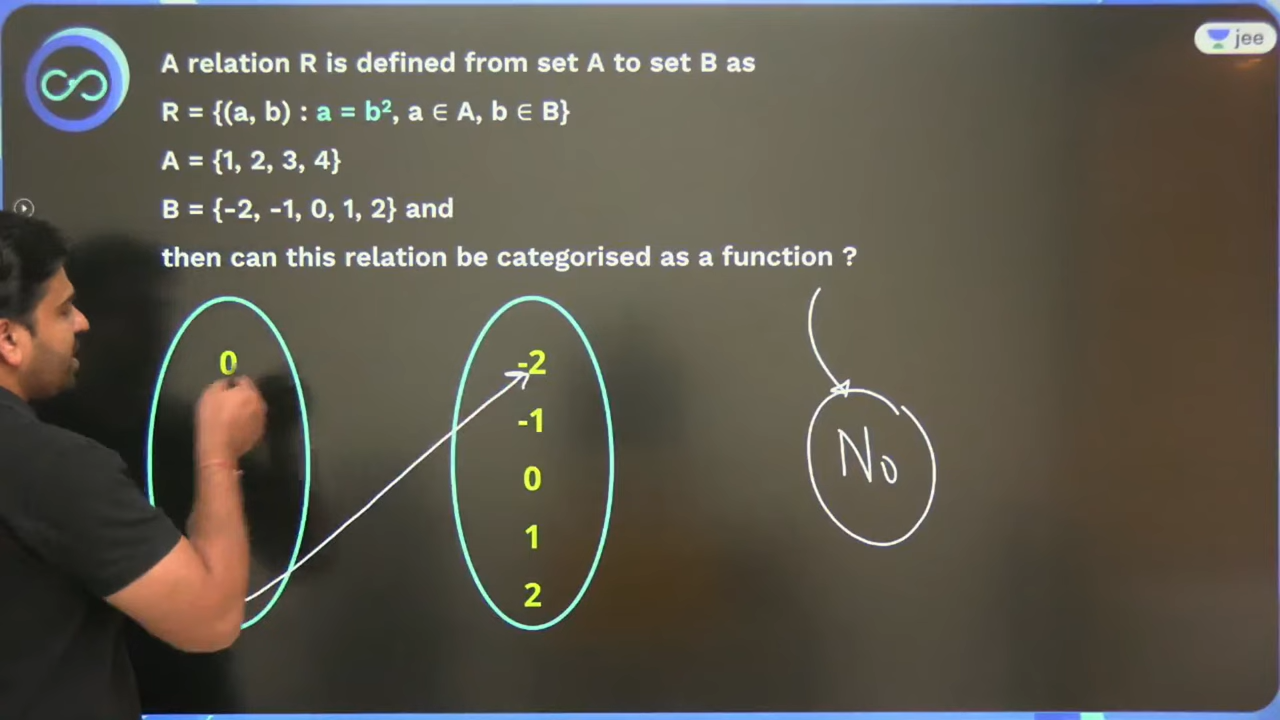 jee
A relation R is defined from set A to set B as
R = {(a, b) : a = b², a ∈ A, b ∈ B}
A = {1, 2, 3, 4}
B = {-2, -1, 0, 1, 2} and
then can this relation be categorised as a function ?
0
-2
-1
0
1
2
No